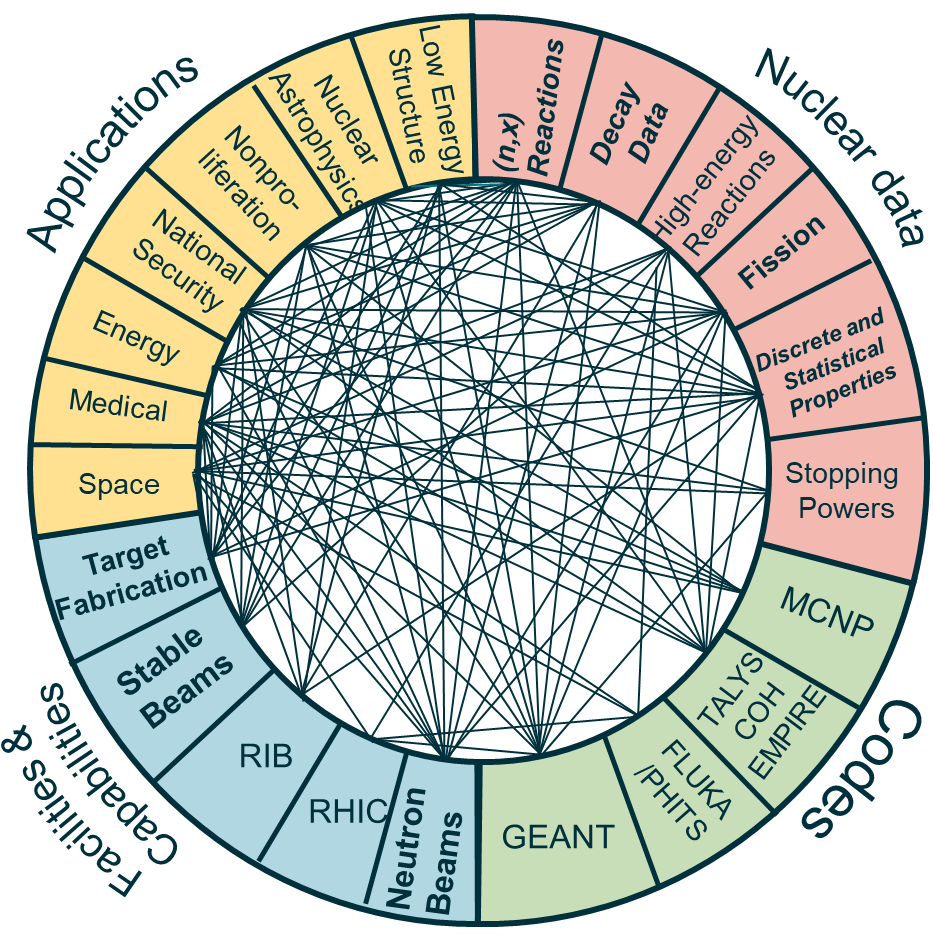 Applications
Low Energy
Structure
Nuclear
Astrophysics
Nonpro-
liferation
National
Security
Energy
Medical
Space
Nuclear data
(n,x)
Reactions
Decay
Data
High-energy
Reactions
Fission
Discrete and
Statistical
Properties
Stopping
Powers
Codes
MCNP
TALYS
COH
EMPIRE
FLUKA
/PHITS
GEANT
Facilities &
Capabilities
Target
Fabrication
Stable
Beams
RIB
RHIC
Neutron
Beams